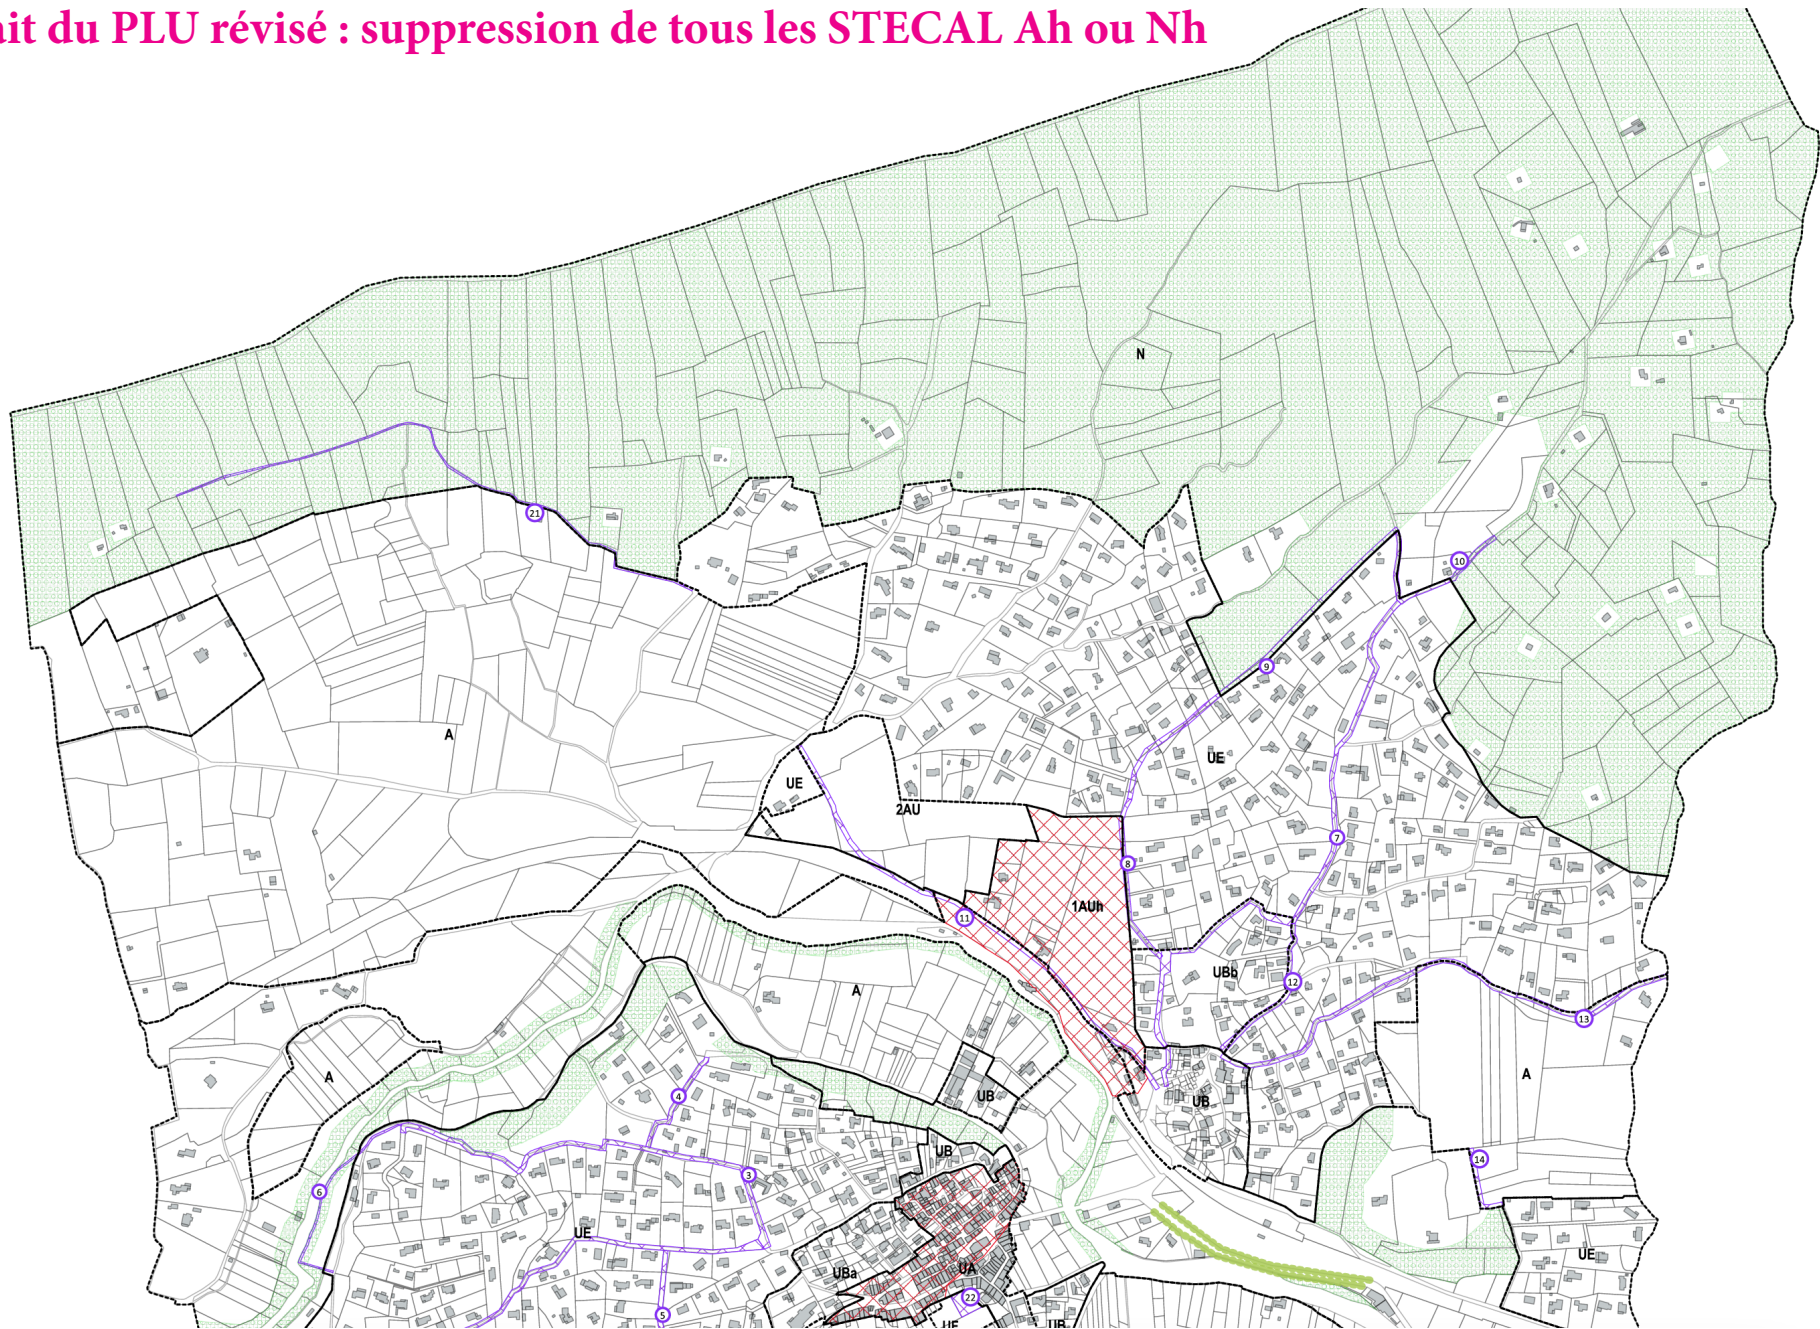 ait du PLU révisé : suppression de tous les STECAL Ah ou Nh
N
21
10
9
A
UE
UE
2AU
7
8
1AUh
11
UBb
12
A
13
A
A
UB
4
UB
UB
14
3
6
UE
UE
UBa
UA
22
5
UE
UB